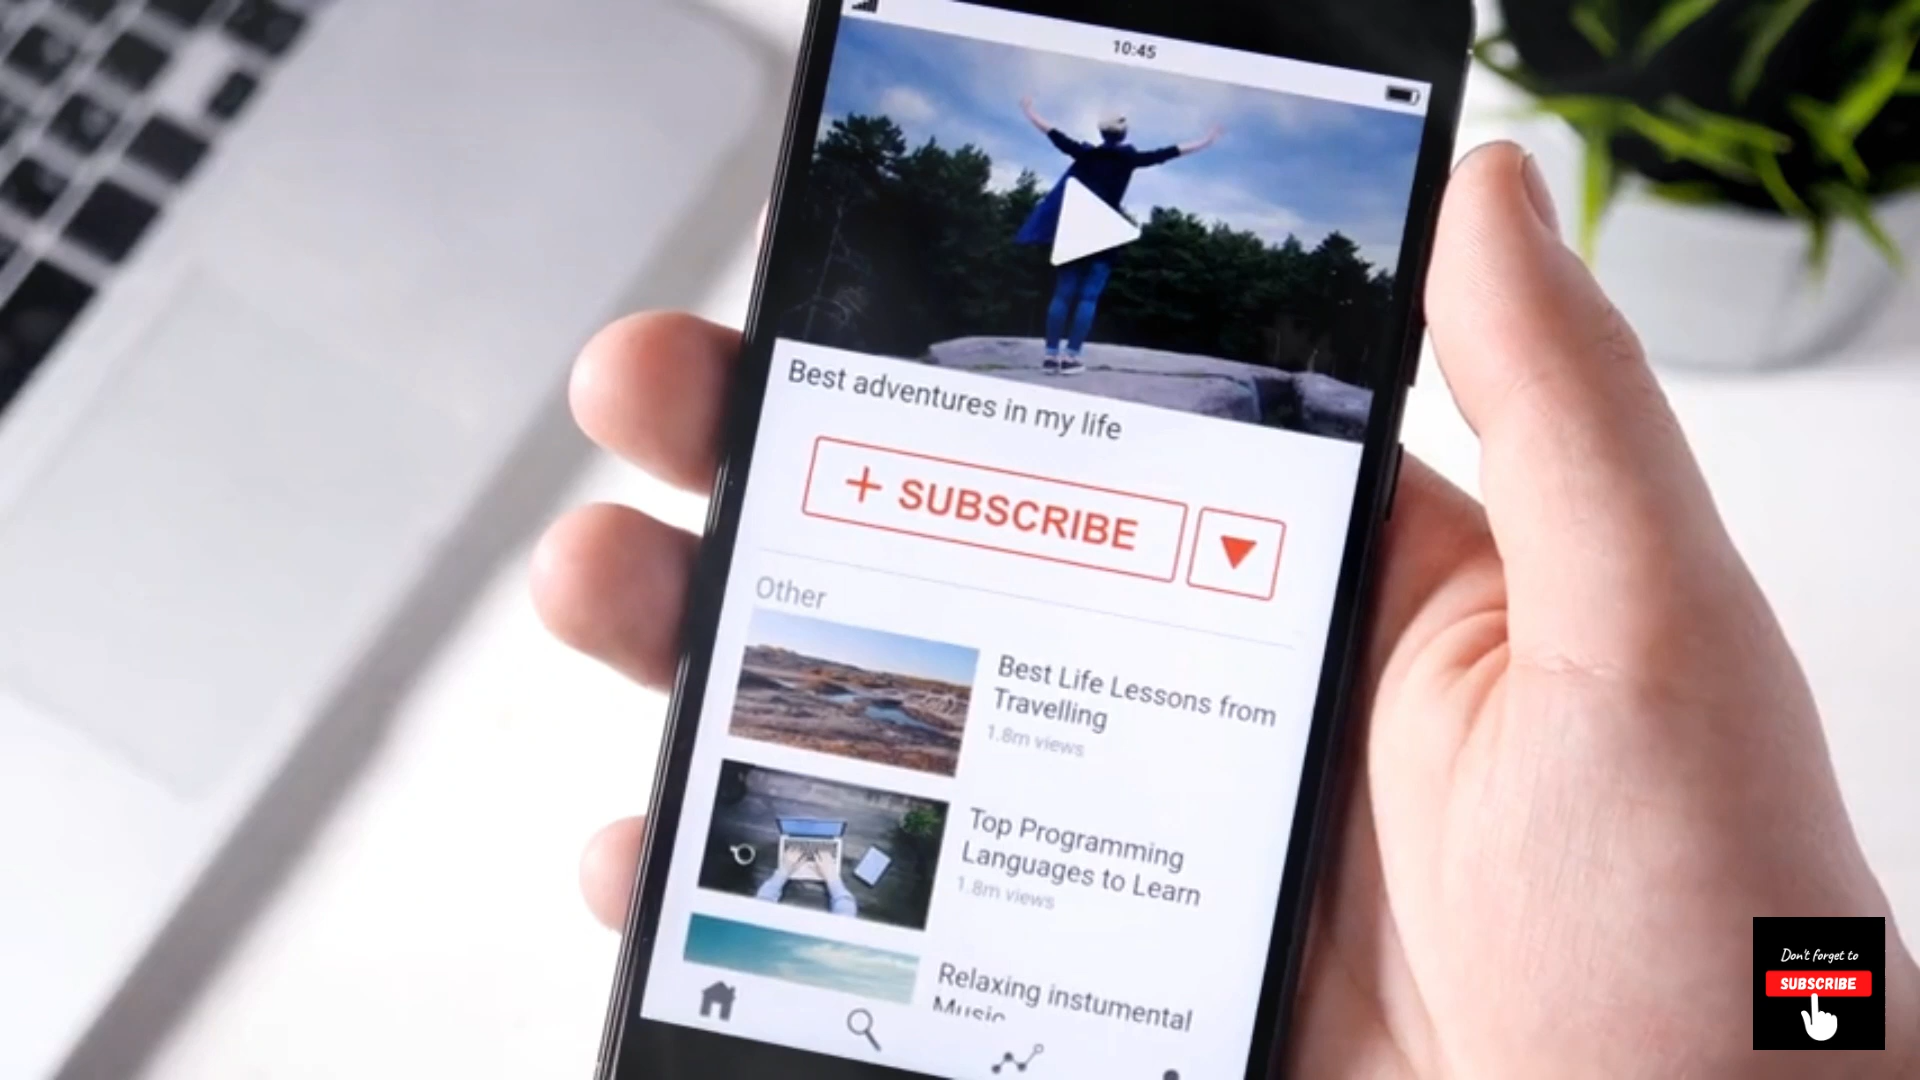 10:45
Best adventures in my life
+ SUBSCRIBE
Other
Best Life Lessons from
Travelling
1.8m views
Top Programming
Languages to Learn
1.8m views
Relaxing instumental
Music
Don't forget to
SUBSCRIBE